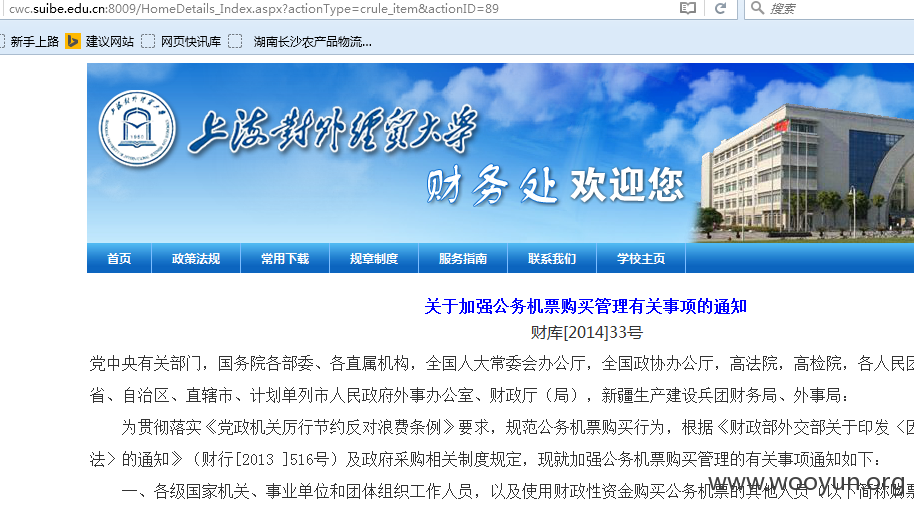 cwc.suibe.edu.cn:8009/HomeDetails_Index.aspx?actionType=crule_item&actionID=89
搜索
新手上路 建议网站 网页快讯库 湖南长沙农产品物流...
上海对外经贸大学
财务处 欢迎您
首页 政策法规 常用下载 规章制度 服务指南 联系我们 学校主页
关于加强公务机票购买管理有关事项的通知
财库[2014]33号
党中央有关部门，国务院各部委、各直属机构，全国人大常委会办公厅，全国政协办公厅，高法院，高检院，各人民团
省、自治区、直辖市、计划单列市人民政府外事办公室、财政厅（局），新疆生产建设兵团财务局、外事局：
为贯彻落实《党政机关厉行节约反对浪费条例》要求，规范公务机票购买行为，根据《财政部外交部关于印发〈因
法〉的通知》（财行[2013 ]516号）及政府采购相关制度规定，现就加强公务机票购买管理的有关事项通知如下：
一、各级国家机关、事业单位和团体组织工作人员，以及使用财政性资金购买公务机票的其他人员（以下简称购票
www.wooyun.org